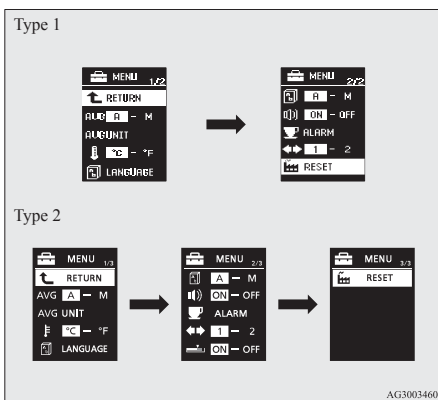 Type 1
MENU 1/2
RETURN
AVG A - M
AVG UNIT
°C - °F
LANGUAGE
MENU 2/2
A - M
ON - OFF
ALARM
1 - 2
RESET
Type 2
MENU 1/3
RETURN
AVG A - M
AVG UNIT
°C - °F
LANGUAGE
MENU 2/3
A - M
ON - OFF
ALARM
1 - 2
ON - OFF
MENU 3/3
RESET
AG3003460